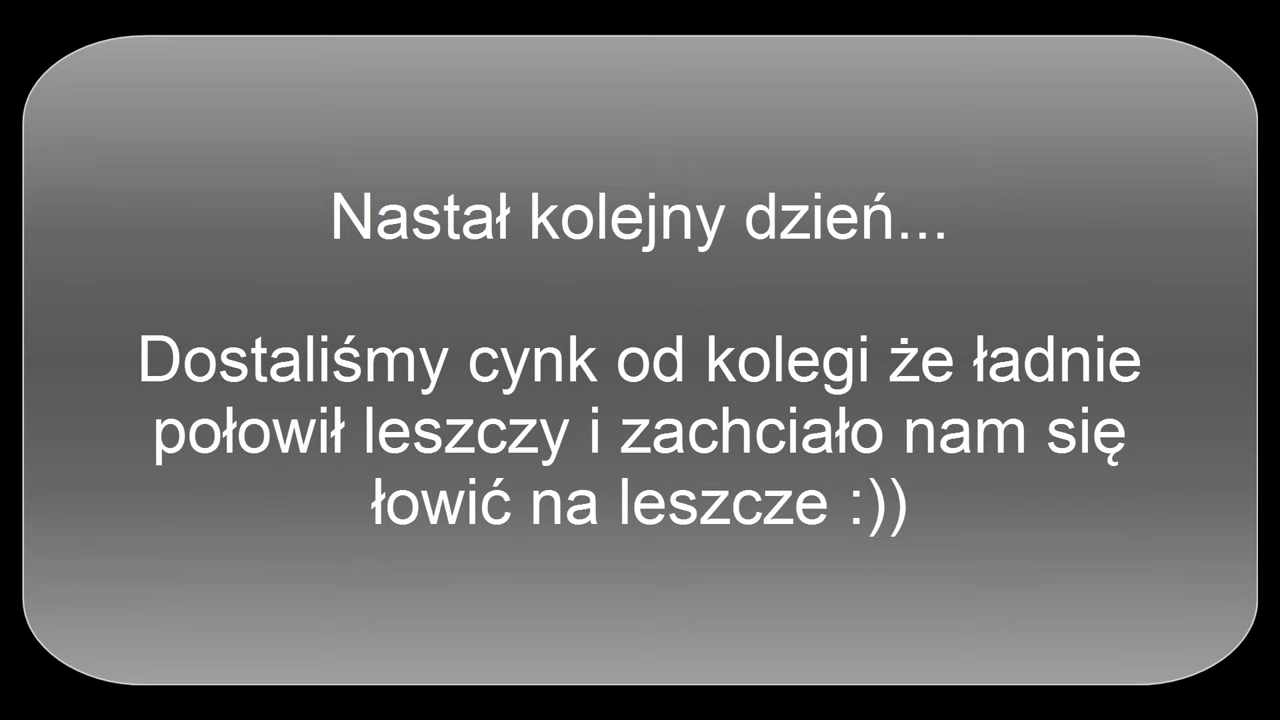 Nastał kolejny dzień...
Dostaliśmy cynk od kolegi że ładnie
połowił leszczy i zachciało nam się
łowić na leszcze :))